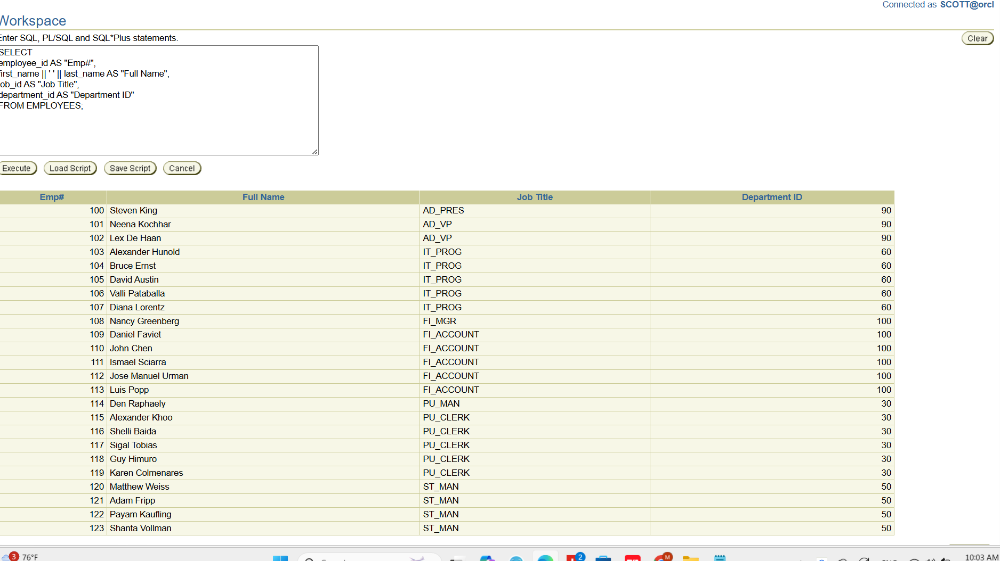 Connected as SCOTT@orcl
Workspace
Enter SQL, PL/SQL and SQL*Plus statements.
Clear
SELECT
employee_id AS "Emp#",
first_name || ' ' || last_name AS "Full Name",
job_id AS "Job Title",
department_id AS "Department ID"
FROM EMPLOYEES;
Execute Load Script Save Script Cancel
Emp# Full Name Job Title Department ID
100 Steven King AD_PRES 90
101 Neena Kochhar AD_VP 90
102 Lex De Haan AD_VP 90
103 Alexander Hunold IT_PROG 60
104 Bruce Ernst IT_PROG 60
105 David Austin IT_PROG 60
106 Valli Pataballa IT_PROG 60
107 Diana Lorentz IT_PROG 60
108 Nancy Greenberg FI_MGR 100
109 Daniel Faviet FI_ACCOUNT 100
110 John Chen FI_ACCOUNT 100
111 Ismael Sciarra FI_ACCOUNT 100
112 Jose Manuel Urman FI_ACCOUNT 100
113 Luis Popp FI_ACCOUNT 100
114 Den Raphaely PU_MAN 30
115 Alexander Khoo PU_CLERK 30
116 Shelli Baida PU_CLERK 30
117 Sigal Tobias PU_CLERK 30
118 Guy Himuro PU_CLERK 30
119 Karen Colmenares PU_CLERK 30
120 Matthew Weiss ST_MAN 50
121 Adam Fripp ST_MAN 50
122 Payam Kaufling ST_MAN 50
123 Shanta Vollman ST_MAN 50
3 76°F 2 M 10:03 AM